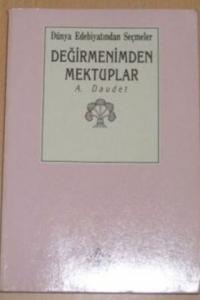 Dünya Edebiyatından Seçmeler
DEĞİRMENİMDEN
MEKTUPLAR
A. Daudet